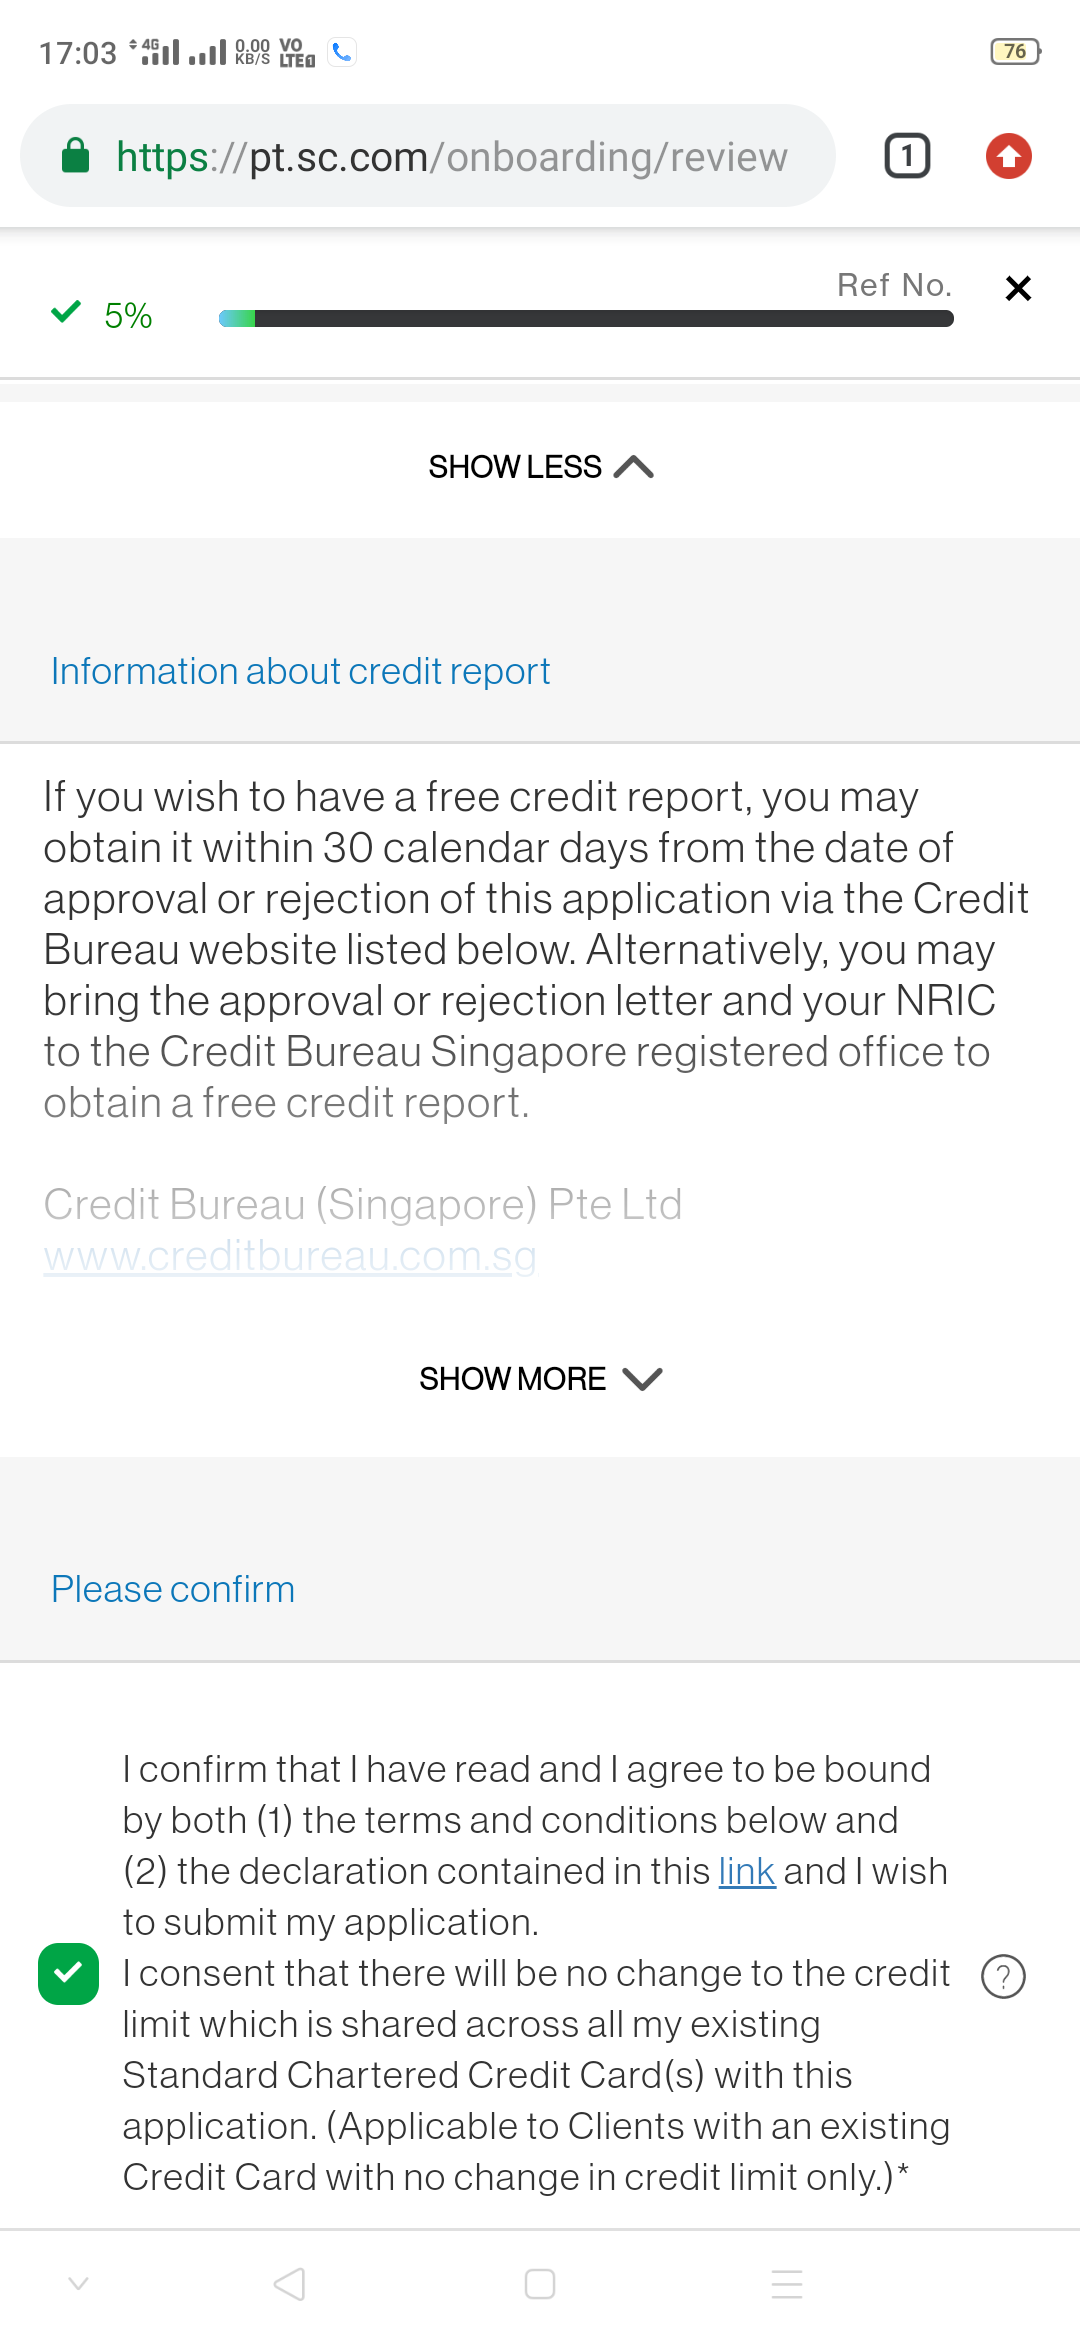 17:03 4G 0.00 KB/S VO LTE 1 76
https://pt.sc.com/onboarding/review 1
Ref No.
5%
SHOW LESS
Information about credit report
If you wish to have a free credit report, you may
obtain it within 30 calendar days from the date of
approval or rejection of this application via the Credit
Bureau website listed below. Alternatively, you may
bring the approval or rejection letter and your NRIC
to the Credit Bureau Singapore registered office to
obtain a free credit report.
Credit Bureau (Singapore) Pte Ltd
www.creditbureau.com.sg
SHOW MORE
Please confirm
I confirm that I have read and I agree to be bound
by both (1) the terms and conditions below and
(2) the declaration contained in this link and I wish
to submit my application.
I consent that there will be no change to the credit
limit which is shared across all my existing
Standard Chartered Credit Card(s) with this
application. (Applicable to Clients with an existing
Credit Card with no change in credit limit only.)*
?